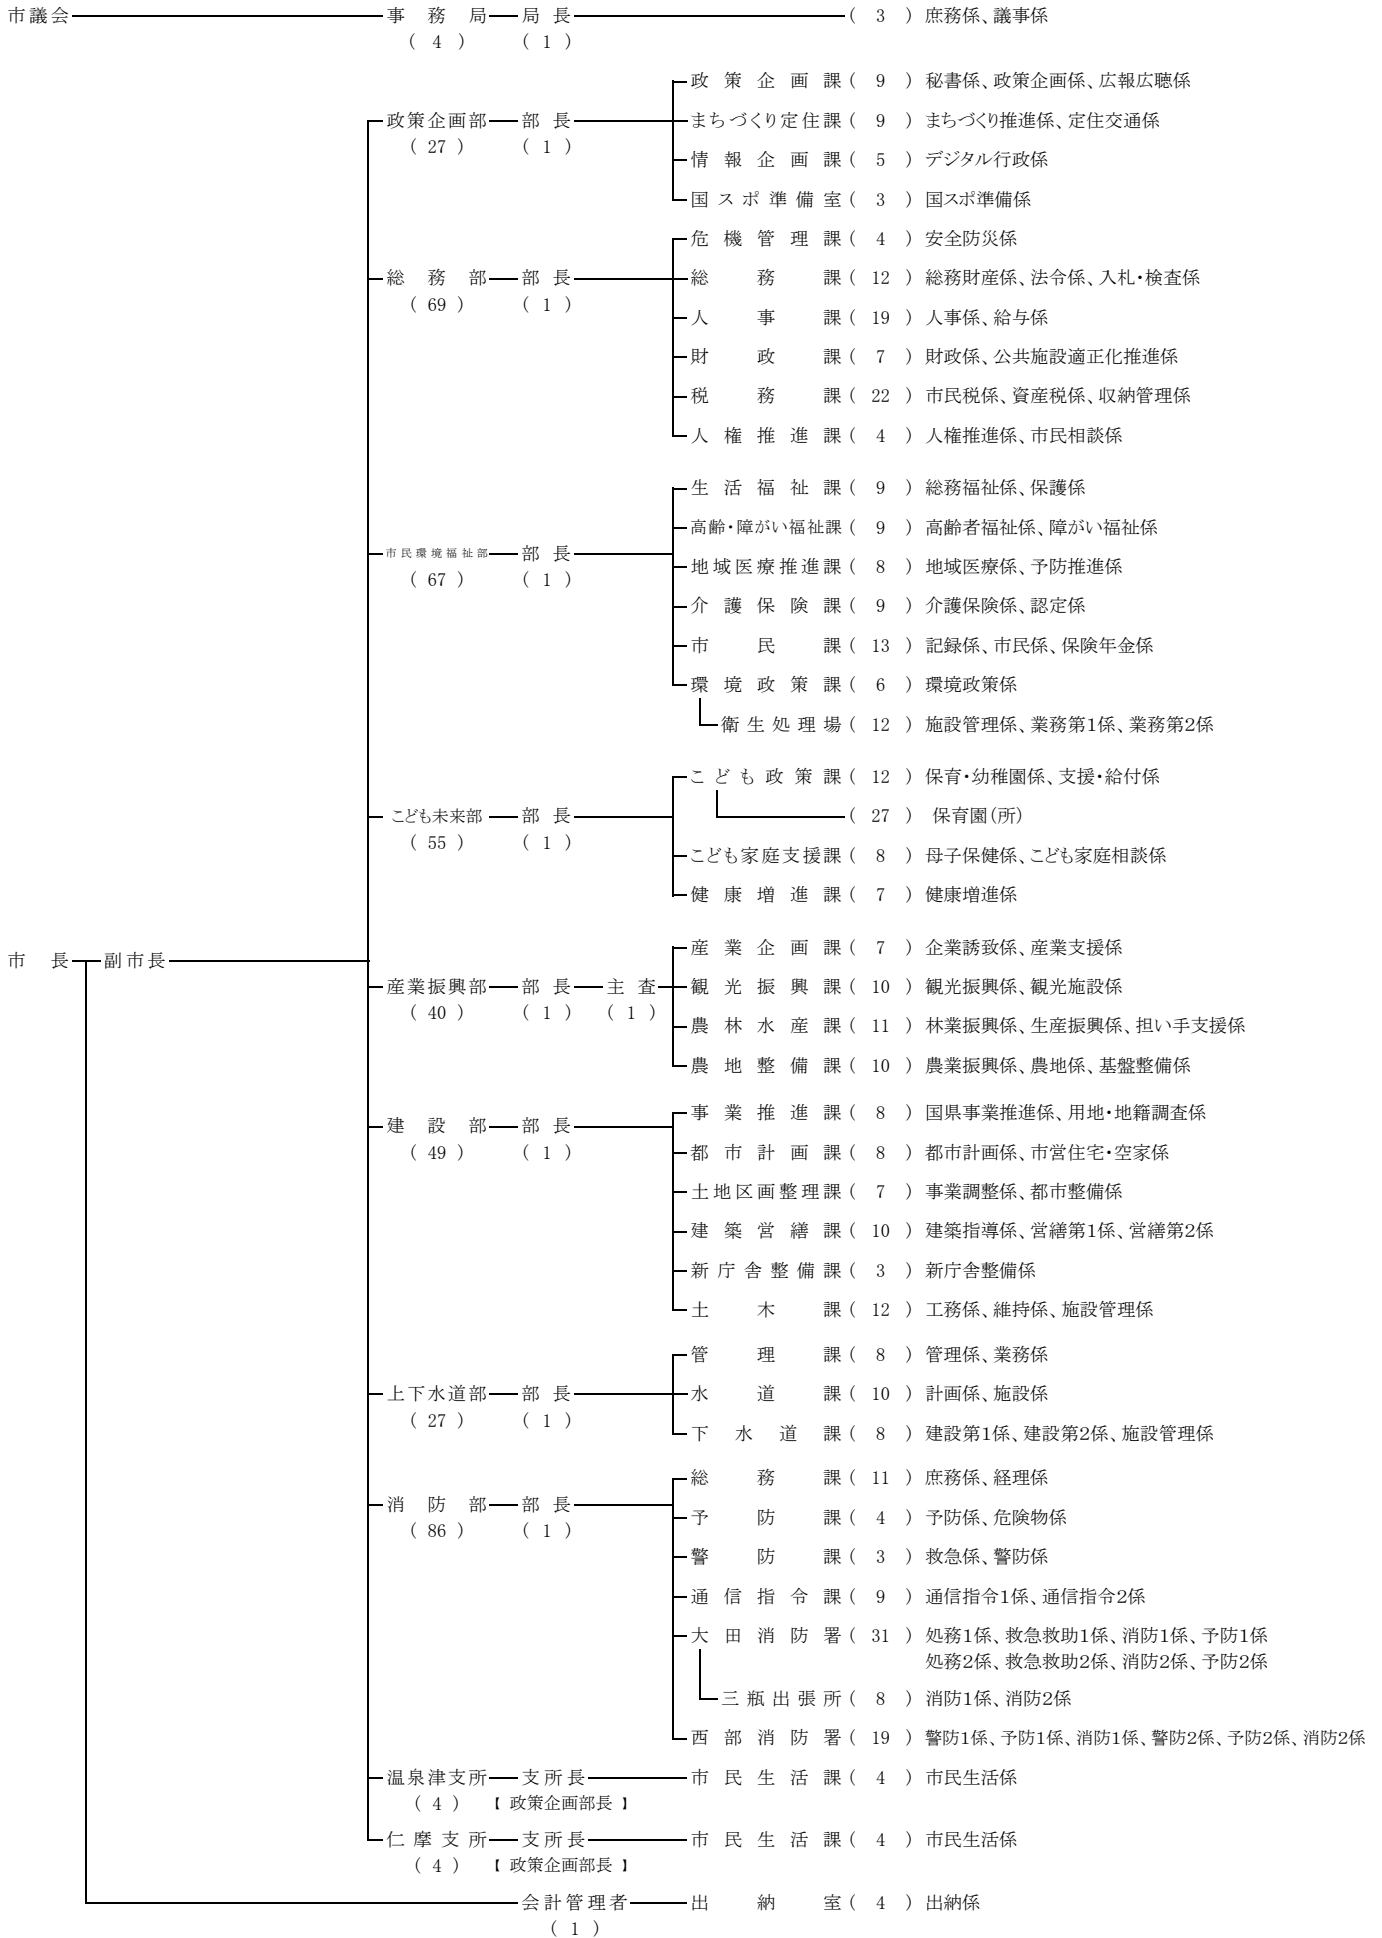 市議会 事務局 局長 ( 3 ) 庶務係、議事係
( 4 ) ( 1 )
政策企画課 ( 9 ) 秘書係、政策企画係、広報広聴係
政策企画部 部長 まちづくり定住課 ( 9 ) まちづくり推進係、定住交通係
( 27 ) ( 1 )
情報企画課 ( 5 ) デジタル行政係
国スポ準備室 ( 3 ) 国スポ準備係
危機管理課 ( 4 ) 安全防災係
総務部 部長 総務課 ( 12 ) 総務財産係、法令係、入札・検査係
( 69 ) ( 1 )
人事課 ( 19 ) 人事係、給与係
財政課 ( 7 ) 財政係、公共施設適正化推進係
税務課 ( 22 ) 市民税係、資産税係、収納管理係
人権推進課 ( 4 ) 人権推進係、市民相談係
生活福祉課 ( 9 ) 総務福祉係、保護係
高齢・障がい福祉課 ( 9 ) 高齢者福祉係、障がい福祉係
市民環境福祉部 部長
地域医療推進課 ( 8 ) 地域医療係、予防推進係
( 67 ) ( 1 )
介護保険課 ( 9 ) 介護保険係、認定係
市民課 ( 13 ) 記録係、市民係、保険年金係
環境政策課 ( 6 ) 環境政策係
衛生処理場 ( 12 ) 施設管理係、業務第1係、業務第2係
こども政策課 ( 12 ) 保育・幼稚園係、支援・給付係
こども未来部 部長 ( 27 ) 保育園(所)
( 55 ) ( 1 )
こども家庭支援課 ( 8 ) 母子保健係、こども家庭相談係
健康増進課 ( 7 ) 健康増進係
産業企画課 ( 7 ) 企業誘致係、産業支援係
市長 副市長
産業振興部 部長 主査 観光振興課 ( 10 ) 観光振興係、観光施設係
( 40 ) ( 1 ) ( 1 )
農林水産課 ( 11 ) 林業振興係、生産振興係、担い手支援係
農地整備課 ( 10 ) 農業振興係、農地係、基盤整備係
事業推進課 ( 8 ) 国県事業推進係、用地・地籍調査係
建設部 部長
( 49 ) ( 1 ) 都市計画課 ( 8 ) 都市計画係、市営住宅・空家係
土地区画整理課 ( 7 ) 事業調整係、都市整備係
建築営繕課 ( 10 ) 建築指導係、営繕第1係、営繕第2係
新庁舎整備課 ( 3 ) 新庁舎整備係
土木課 ( 12 ) 工務係、維持係、施設管理係
管理課 ( 8 ) 管理係、業務係
上下水道部 部長 水道課 ( 10 ) 計画係、施設係
( 27 ) ( 1 )
下水道課 ( 8 ) 建設第1係、建設第2係、施設管理係
総務課 ( 11 ) 庶務係、経理係
消防部 部長
予防課 ( 4 ) 予防係、危険物係
( 86 ) ( 1 )
警防課 ( 3 ) 救急係、警防係
通信指令課 ( 9 ) 通信指令1係、通信指令2係
大田消防署 ( 31 ) 処務1係、救急救助1係、消防1係、予防1係
処務2係、救急救助2係、消防2係、予防2係
三瓶出張所 ( 8 ) 消防1係、消防2係
西部消防署 ( 19 ) 警防1係、予防1係、消防1係、警防2係、予防2係、消防2係
温泉津支所 支所長 市民生活課 ( 4 ) 市民生活係
( 4 ) 【 政策企画部長 】
仁摩支所 支所長 市民生活課 ( 4 ) 市民生活係
( 4 ) 【 政策企画部長 】
会計管理者 出納室 ( 4 ) 出納係
( 1 )